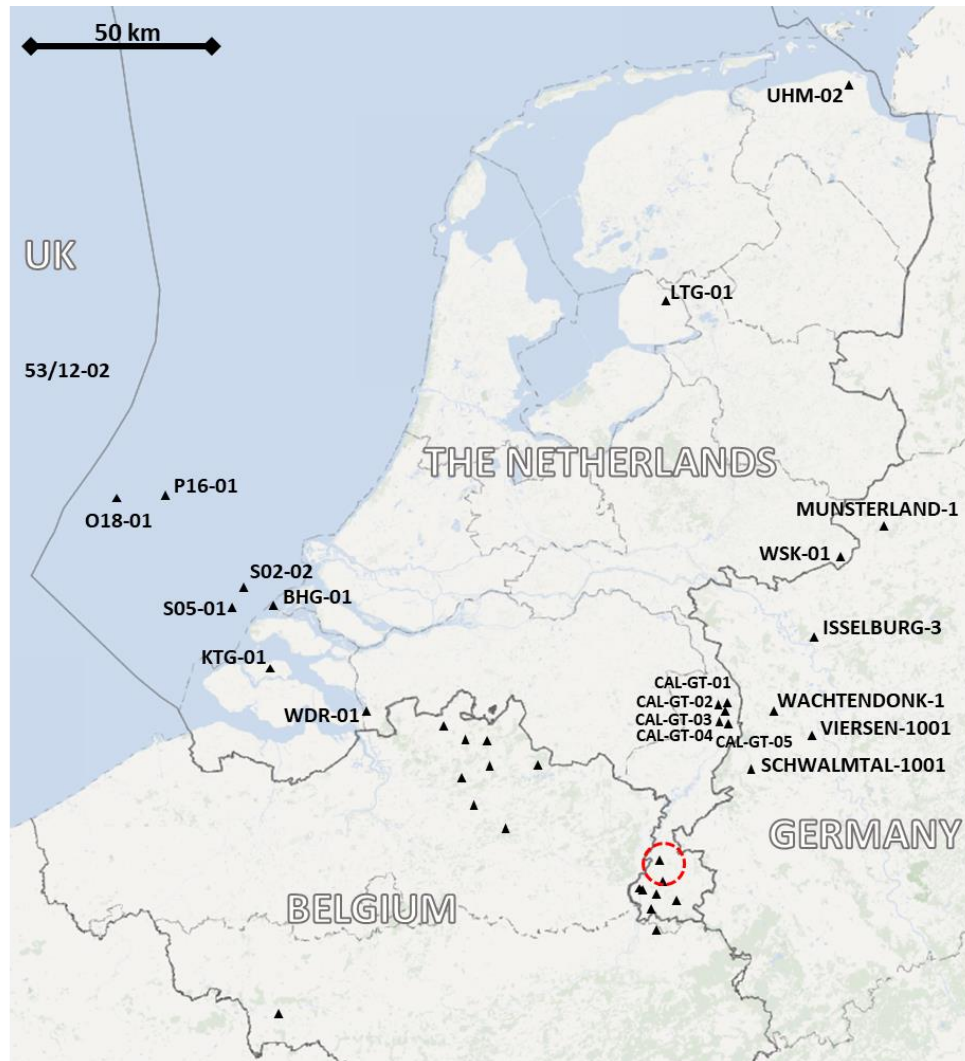 50 km
UHM-02
UK
LTG-01
53/12-02
THE NETHERLANDS
P16-01
O18-01
MUNSTERLAND-1
WSK-01
S02-02
BHG-01
S05-01
ISSELBURG-3
KTG-01
CAL-GT-01
CAL-GT-02
WACHTENDONK-1
WDR-01
CAL-GT-03
VIERSEN-1001
CAL-GT-04
CAL-GT-05
SCHWALMTAL-1001
GERMANY
BELGIUM